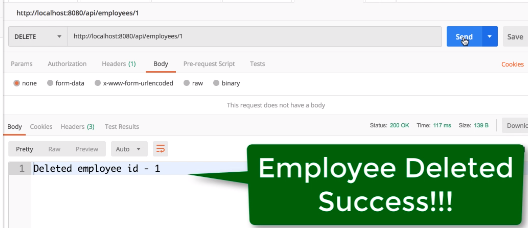 http://localhost:8080/api/employees/1
DELETE http://localhost:8080/api/employees/1 Send Save
Params Authorization Headers (1) Body Pre-request Script Tests Cookies
none form-data x-www-form-urlencoded raw binary
This request does not have a body
Body Cookies Headers (3) Test Results Status: 200 OK Time: 117 ms Size: 139 B Downlo
Pretty Raw Preview Auto
1 Deleted employee id - 1
Employee Deleted
Success!!!